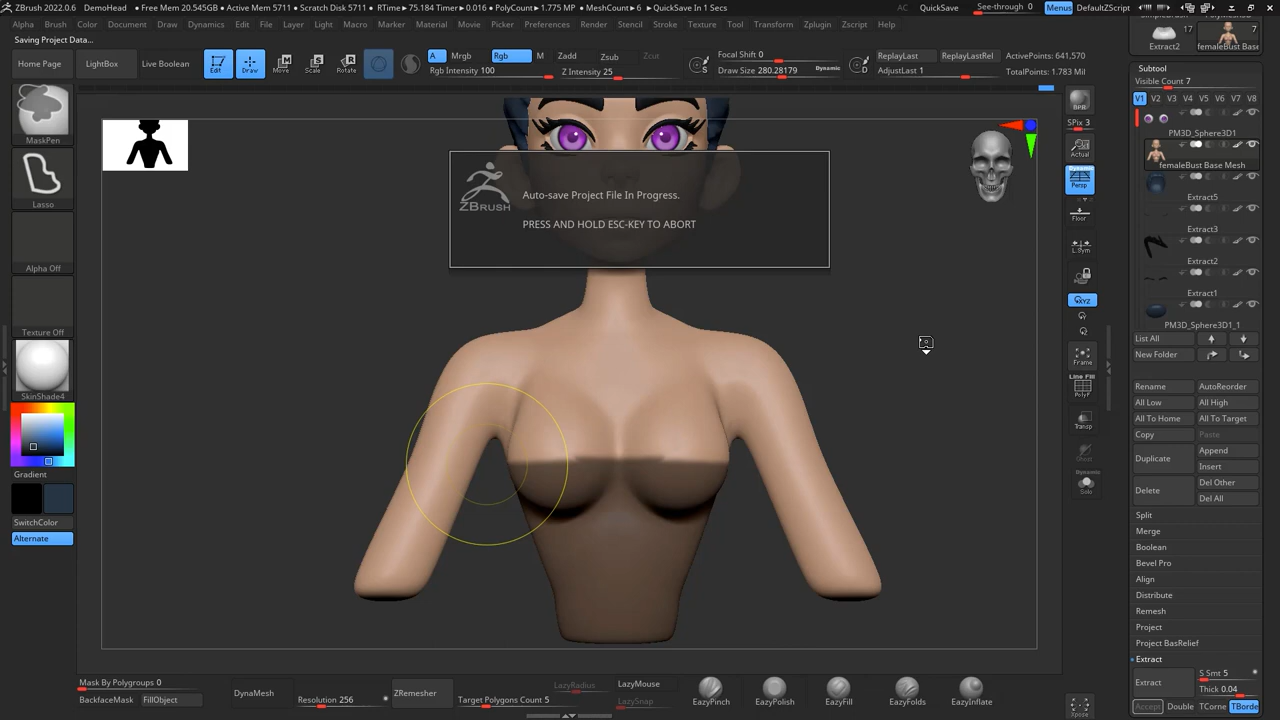 ZBrush 2022.0.6 DemoHead • Free Mem 20.545GB • Active Mem 5711 • Scratch Disk 5711 • RTime▸ 75.184 Timer▸ 0.016 • PolyCount▸ 1.775 MP • MeshCount▸ 6 • QuickSave In 1 Secs AC QuickSave See-through 0 Menus DefaultZScript
Alpha Brush Color Document Draw Dynamics Edit File Layer Light Macro Marker Material Movie Picker Preferences Render Stencil Texture Tool Transform Zplugin Zscript Help
Saving Project Data...
Home Page LightBox Live Boolean Edit Draw Move Scale Rotate
A Mrgb Rgb M Zadd Zsub Zcut
Rgb Intensity 100 Z Intensity 25
Focal Shift 0
Draw Size 280.28179 Dynamic
S D
ReplayLast ReplayLastRel
AdjustLast 1
ActivePoints: 641,570
TotalPoints: 1.783 Mil
MaskPen
Lasso
Alpha Off
Texture Off
SkinShade4
Gradient
SwitchColor
Alternate
ZBRUSH
Auto-save Project File In Progress.
PRESS AND HOLD ESC-KEY TO ABORT
BPR
SPix 3
Actual
Dynamic
Persp
Floor
L.Sym
XYZ
Frame
Line Fill
PolyF
Transp
Ghost
Dynamic
Solo
Xpose
17
7
Extract2
femaleBust Base
Subtool
Visible Count 7
V1 V2 V3 V4 V5 V6 V7 V8
PM3D_Sphere3D1
femaleBust Base Mesh
Extract5
Extract3
Extract2
Extract1
PM3D_Sphere3D1_1
List All
New Folder
Rename AutoReorder
All Low All High
All To Home All To Target
Copy Paste
Duplicate Append
Insert
Delete Del Other
Del All
Split
Merge
Boolean
Bevel Pro
Align
Distribute
Remesh
Project
Project BasRelief
Extract
Extract S Smt 5
Thick 0.04
Accept Double TCorne TBorde
Mask By Polygroups 0
BackfaceMask FillObject
DynaMesh
Resolution 256
ZRemesher
Target Polygons Count 5
LazyRadius
LazyMouse
LazySnap
EazyPinch EazyPolish EazyFill EazyFolds EazyInflate